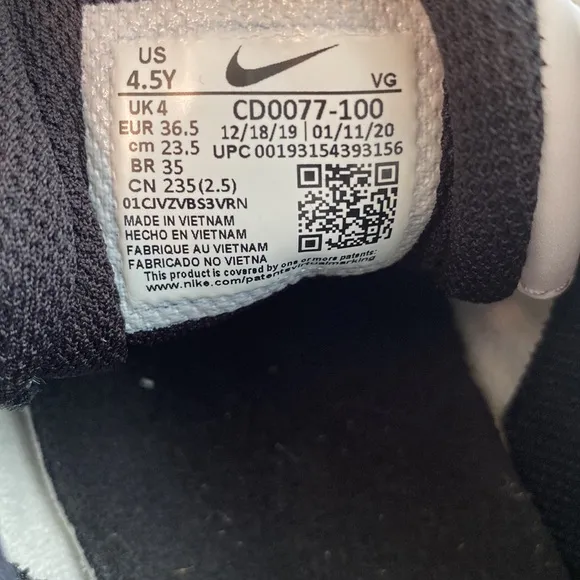 US
4.5Y
VG
UK 4
CD0077-100
EUR 36.5
12/18/19 | 01/11/20
cm 23.5
UPC 00193154393156
BR 35
CN 235(2.5)
01CJVZVBS3VRN
MADE IN VIETNAM
HECHO EN VIETNAM
FABRIQUE AU VIETNAM
FABRICADO NO VIETNA
This product is covered by one or more patents:
www.nike.com/patentsvirtualmarking